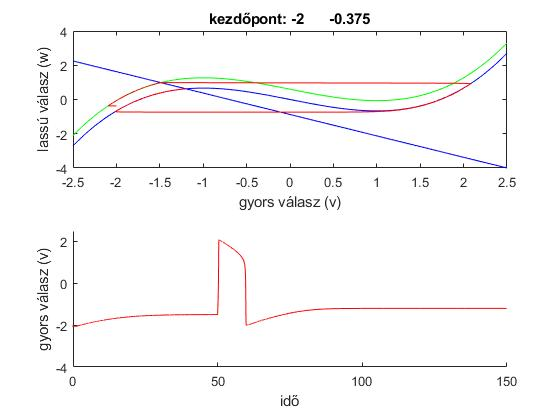 kezdőpont: -2 -0.375
lassú válasz (w)
4
2
0
-2
-4
-2.5 -2 -1.5 -1 -0.5 0 0.5 1 1.5 2 2.5
gyors válasz (v)
gyors válasz (v)
2
0
-2
-4
0 50 100 150
idő